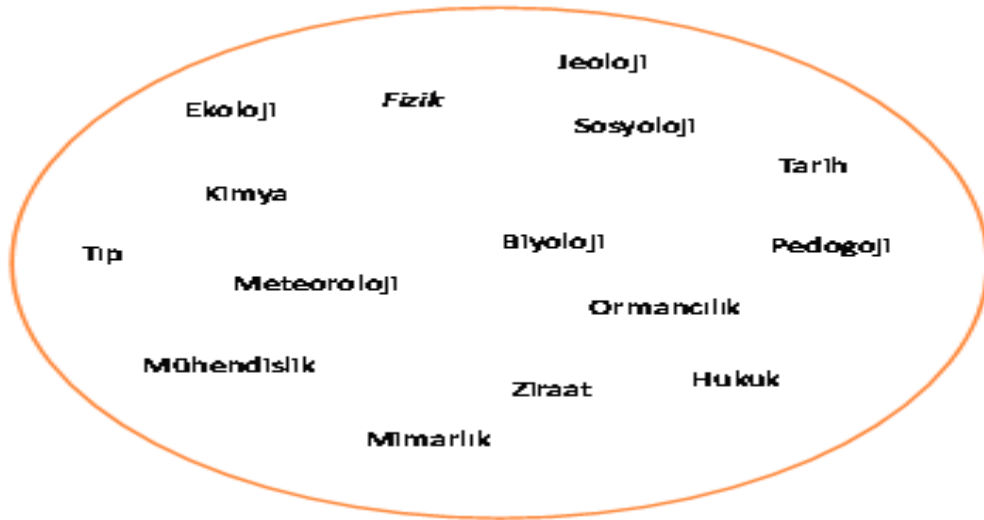 Jeoloji
Ekoloji
Fizik
Sosyoloji
Tarih
Kimya
Tıp
Biyoloji
Pedogoji
Meteoroloji
Ormancılık
Mühendislik
Ziraat
Hukuk
Mimarlık